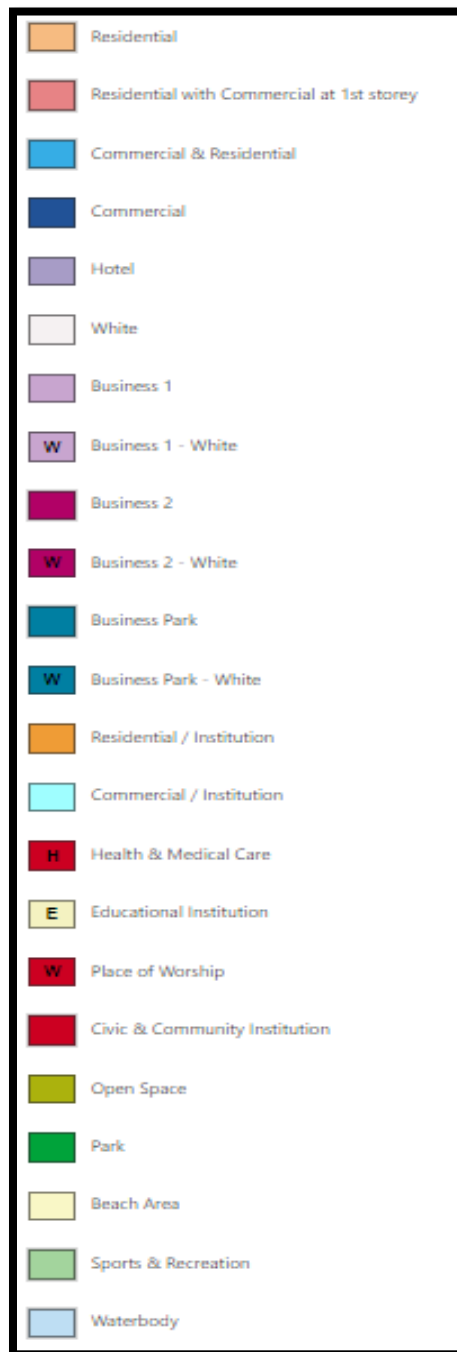 Residential
Residential with Commercial at 1st storey
Commercial & Residential
Commercial
Hotel
White
Business 1
W Business 1 - White
Business 2
W Business 2 - White
Business Park
W Business Park - White
Residential / Institution
Commercial / Institution
H Health & Medical Care
E Educational Institution
W Place of Worship
Civic & Community Institution
Open Space
Park
Beach Area
Sports & Recreation
Waterbody